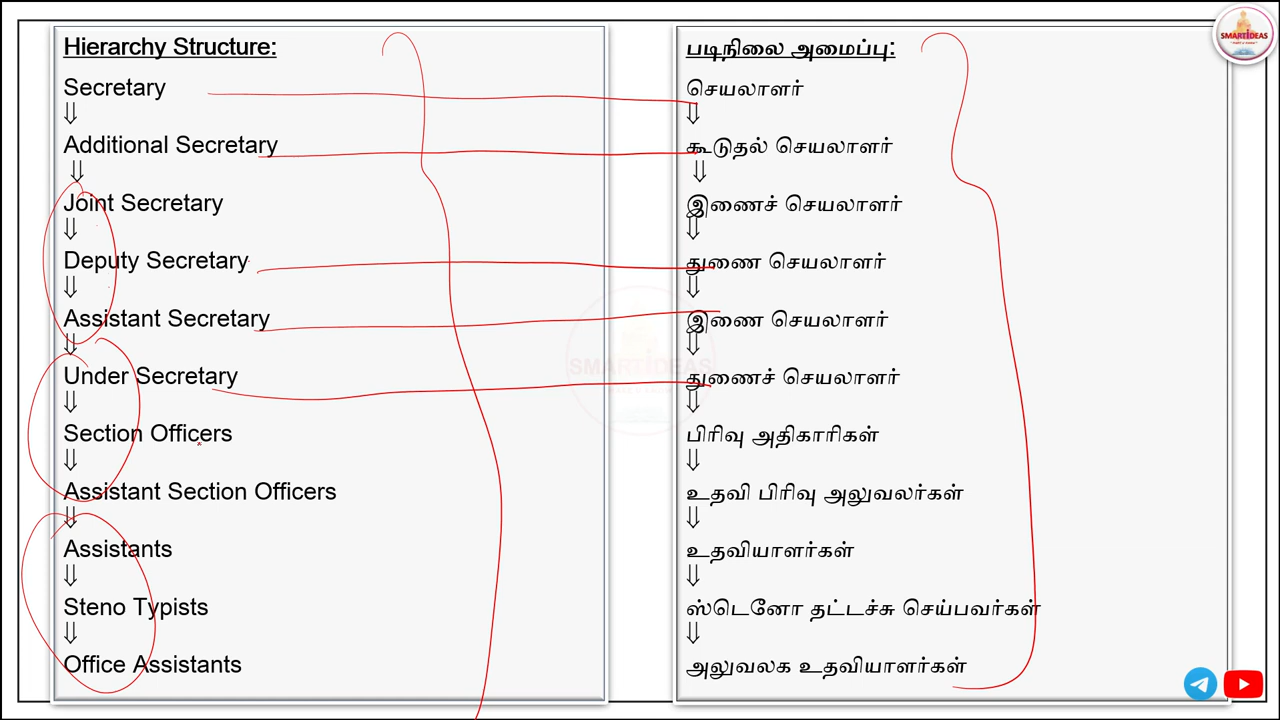 Hierarchy Structure:
Secretary
⇓
Additional Secretary
⇓
Joint Secretary
⇓
Deputy Secretary
⇓
Assistant Secretary
⇓
Under Secretary
⇓
Section Officers
⇓
Assistant Section Officers
⇓
Assistants
⇓
Steno Typists
⇓
Office Assistants
படிநிலை அமைப்பு:
செயலாளர்
⇓
கூடுதல் செயலாளர்
⇓
இணைச் செயலாளர்
⇓
துணை செயலாளர்
⇓
இணை செயலாளர்
⇓
துணைச் செயலாளர்
⇓
பிரிவு அதிகாரிகள்
⇓
உதவி பிரிவு அலுவலர்கள்
⇓
உதவியாளர்கள்
⇓
ஸ்டெனோ தட்டச்சு செய்பவர்கள்
⇓
அலுவலக உதவியாளர்கள்
SMARTIDEAS
SMARTIDEAS